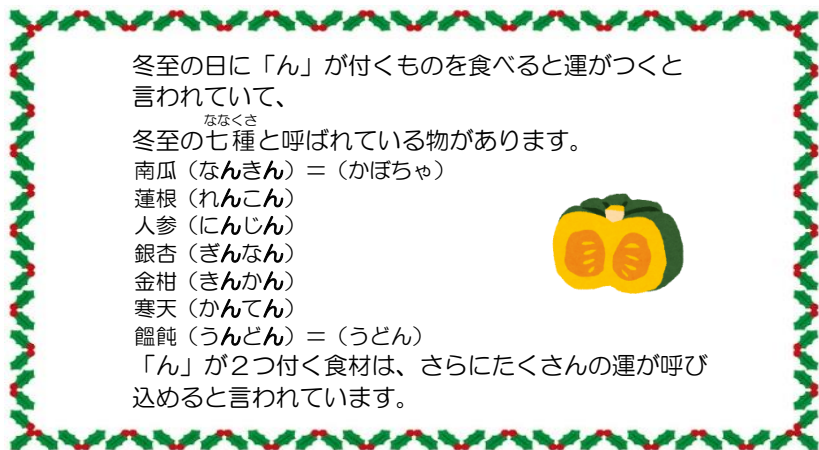 冬至の日に「ん」が付くものを食べると運がつくと
言われていて、
ななくさ
冬至の七種と呼ばれている物があります。
南瓜（なんきん）＝（かぼちゃ）
蓮根（れんこん）
人参（にんじん）
銀杏（ぎんなん）
金柑（きんかん）
寒天（かんてん）
饂飩（うんどん）＝（うどん）
「ん」が２つ付く食材は、さらにたくさんの運が呼び
込めると言われています。